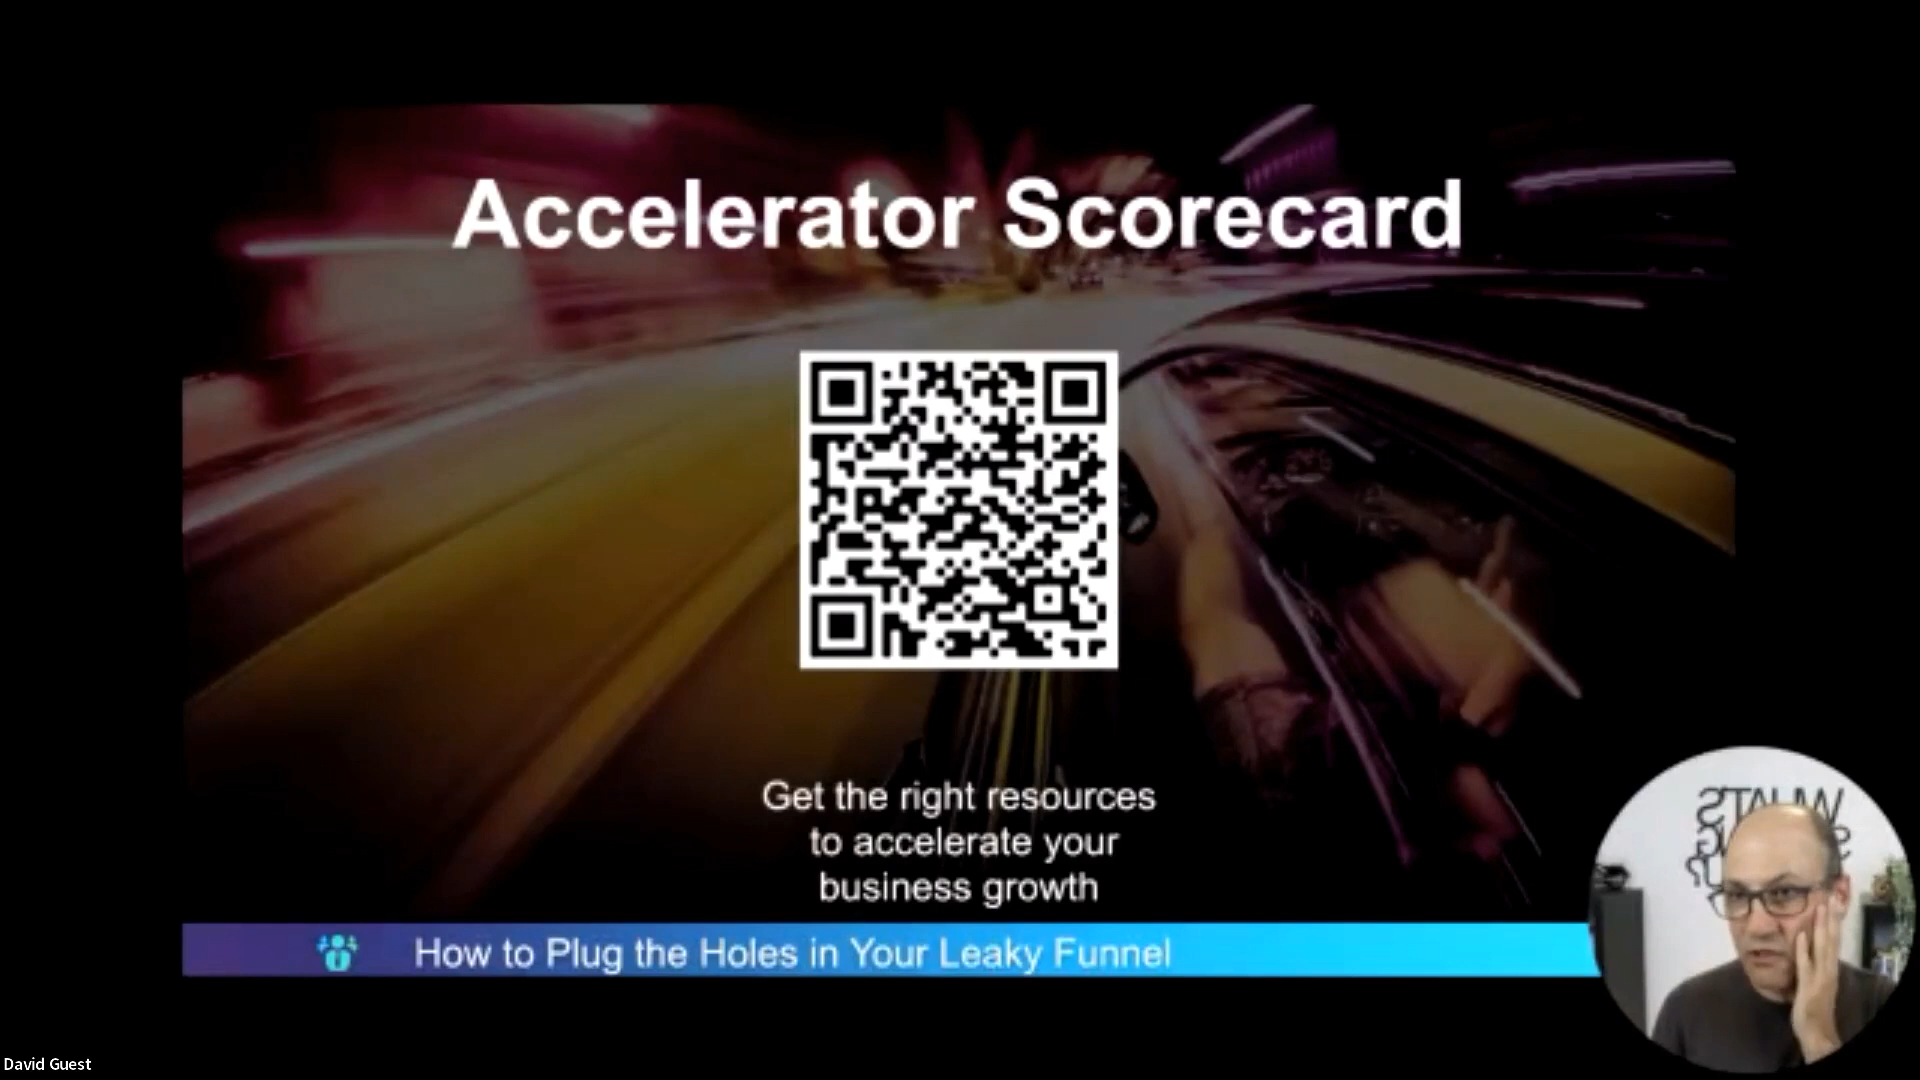 Accelerator Scorecard
Get the right resources
to accelerate your
business growth
How to Plug the Holes in Your Leaky Funnel
David Guest